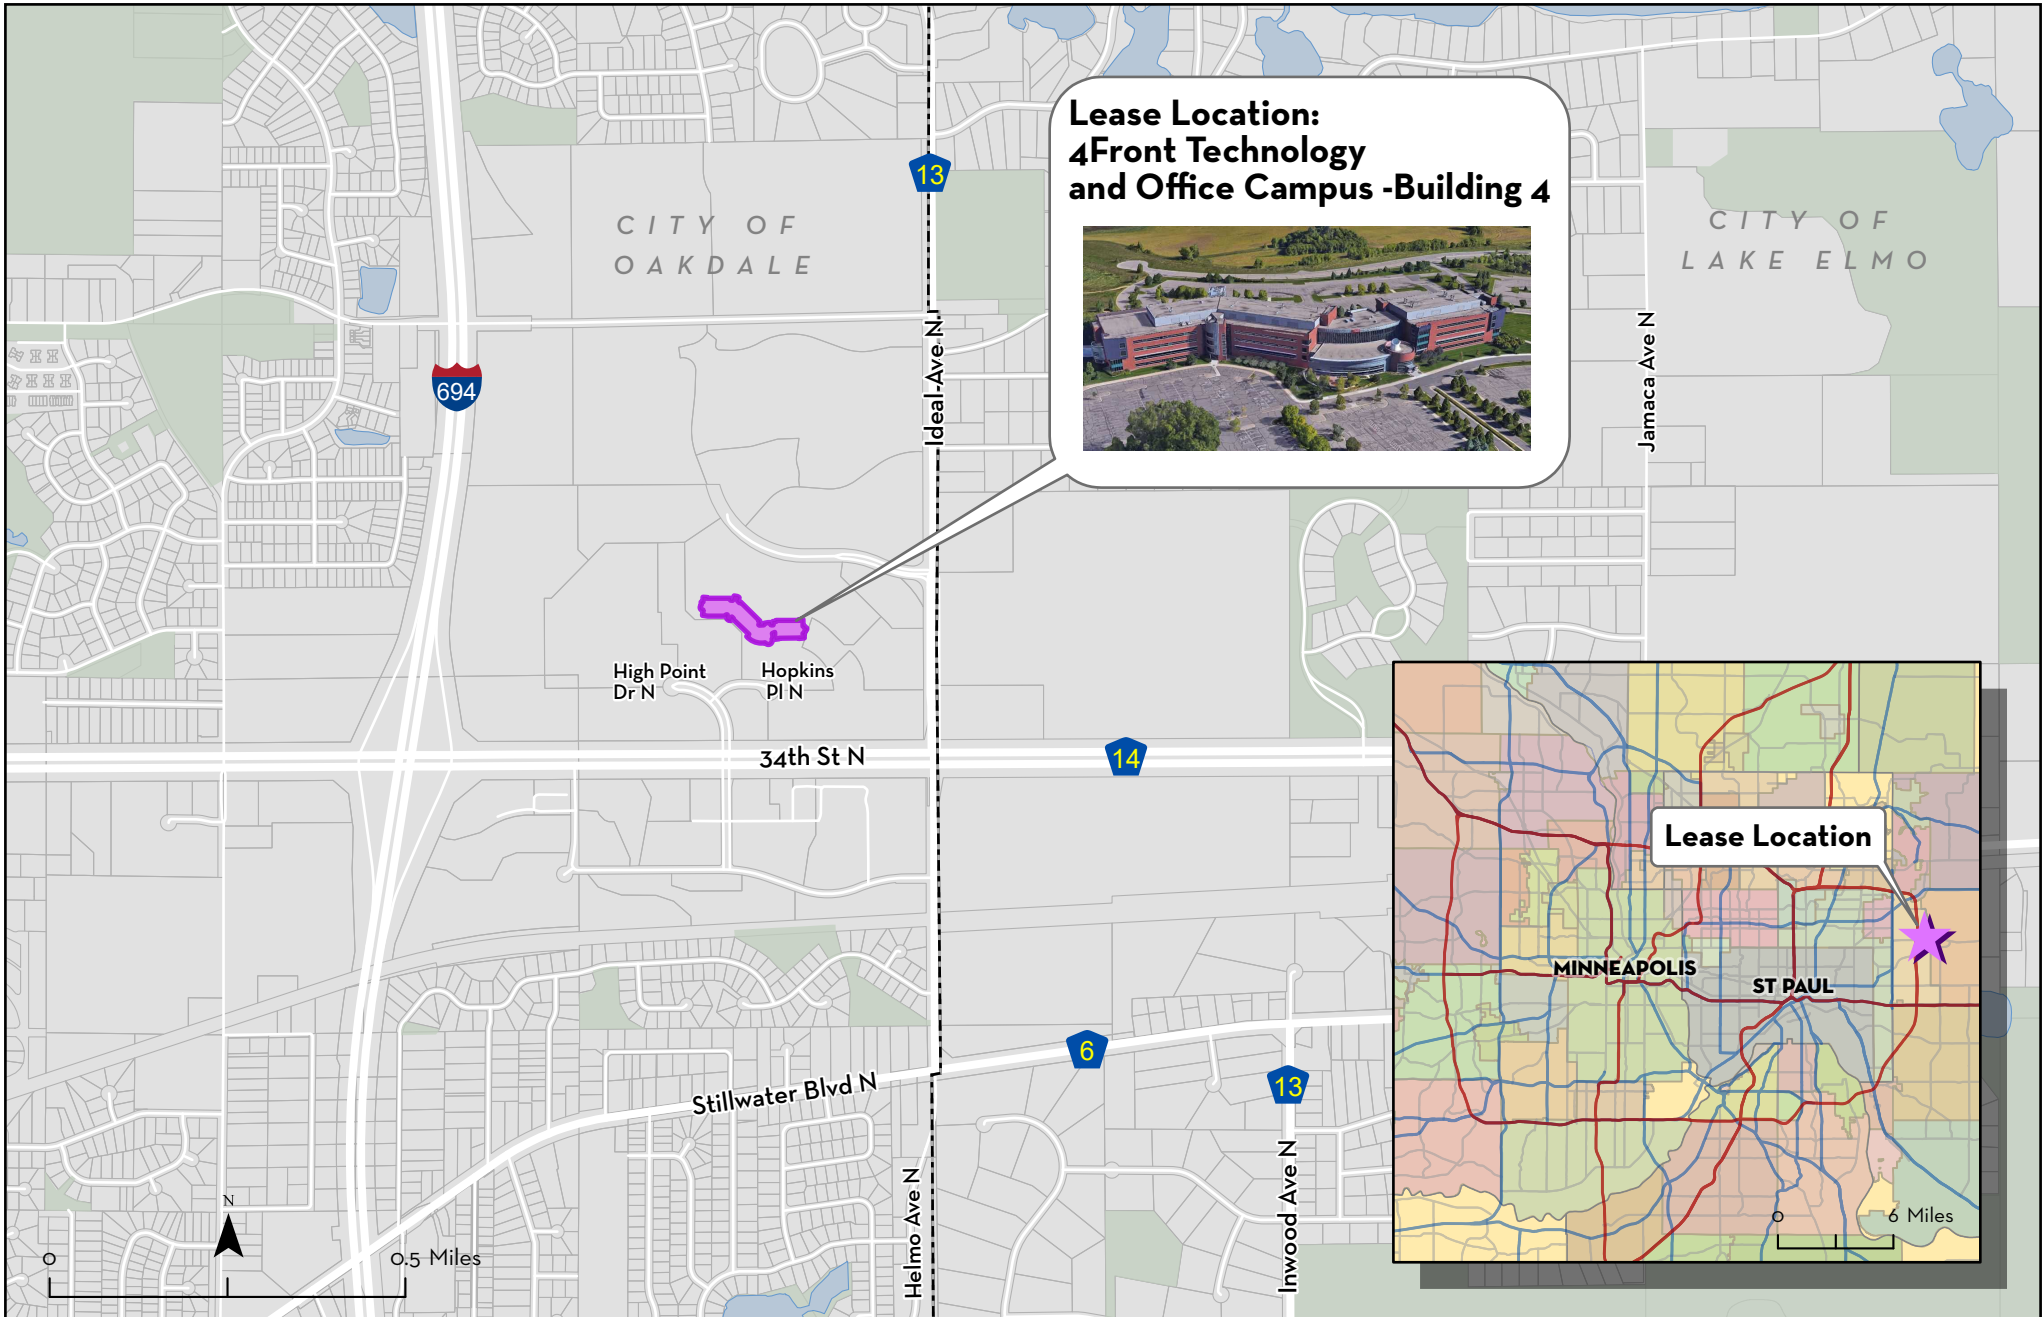 Lease Location:
4Front Technology
and Office Campus -Building 4
13
CITY OF
OAKDALE
CITY OF
LAKE ELMO
Ideal Ave N
Jamaca Ave N
694
High Point
Dr N
Hopkins
Pl N
34th St N
14
Lease Location
MINNEAPOLIS
ST PAUL
6
13
Stillwater Blvd N
Helmo Ave N
Inwood Ave N
N
0
0.5 Miles
0
6 Miles